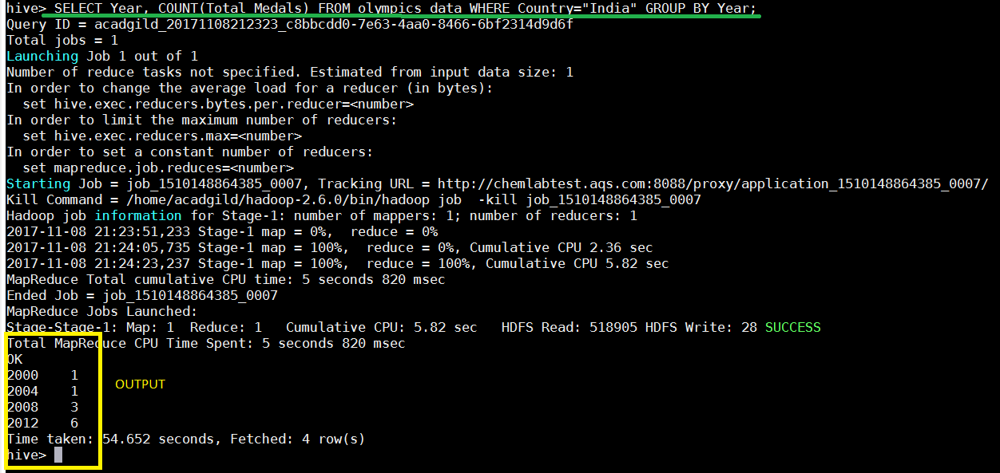 hive> SELECT Year, COUNT(Total Medals) FROM olympics data WHERE Country="India" GROUP BY Year;
Query ID = acadgild_20171108212323_c8bbcdd0-7e63-4aa0-8466-6bf2314d9d6f
Total jobs = 1
Launching Job 1 out of 1
Number of reduce tasks not specified. Estimated from input data size: 1
In order to change the average load for a reducer (in bytes):
  set hive.exec.reducers.bytes.per.reducer=<number>
In order to limit the maximum number of reducers:
  set hive.exec.reducers.max=<number>
In order to set a constant number of reducers:
  set mapreduce.job.reduces=<number>
Starting Job = job_1510148864385_0007, Tracking URL = http://chemlabtest.aqs.com:8088/proxy/application_1510148864385_0007/
Kill Command = /home/acadgild/hadoop-2.6.0/bin/hadoop job  -kill job_1510148864385_0007
Hadoop job information for Stage-1: number of mappers: 1; number of reducers: 1
2017-11-08 21:23:51,233 Stage-1 map = 0%,  reduce = 0%
2017-11-08 21:24:05,735 Stage-1 map = 100%,  reduce = 0%, Cumulative CPU 2.36 sec
2017-11-08 21:24:23,237 Stage-1 map = 100%,  reduce = 100%, Cumulative CPU 5.82 sec
MapReduce Total cumulative CPU time: 5 seconds 820 msec
Ended Job = job_1510148864385_0007
MapReduce Jobs Launched:
Stage-Stage-1: Map: 1  Reduce: 1   Cumulative CPU: 5.82 sec   HDFS Read: 518905 HDFS Write: 28 SUCCESS
Total MapReduce CPU Time Spent: 5 seconds 820 msec
OK
2000    1
OUTPUT
2004    1
2008    3
2012    6
Time taken: 54.652 seconds, Fetched: 4 row(s)
hive>